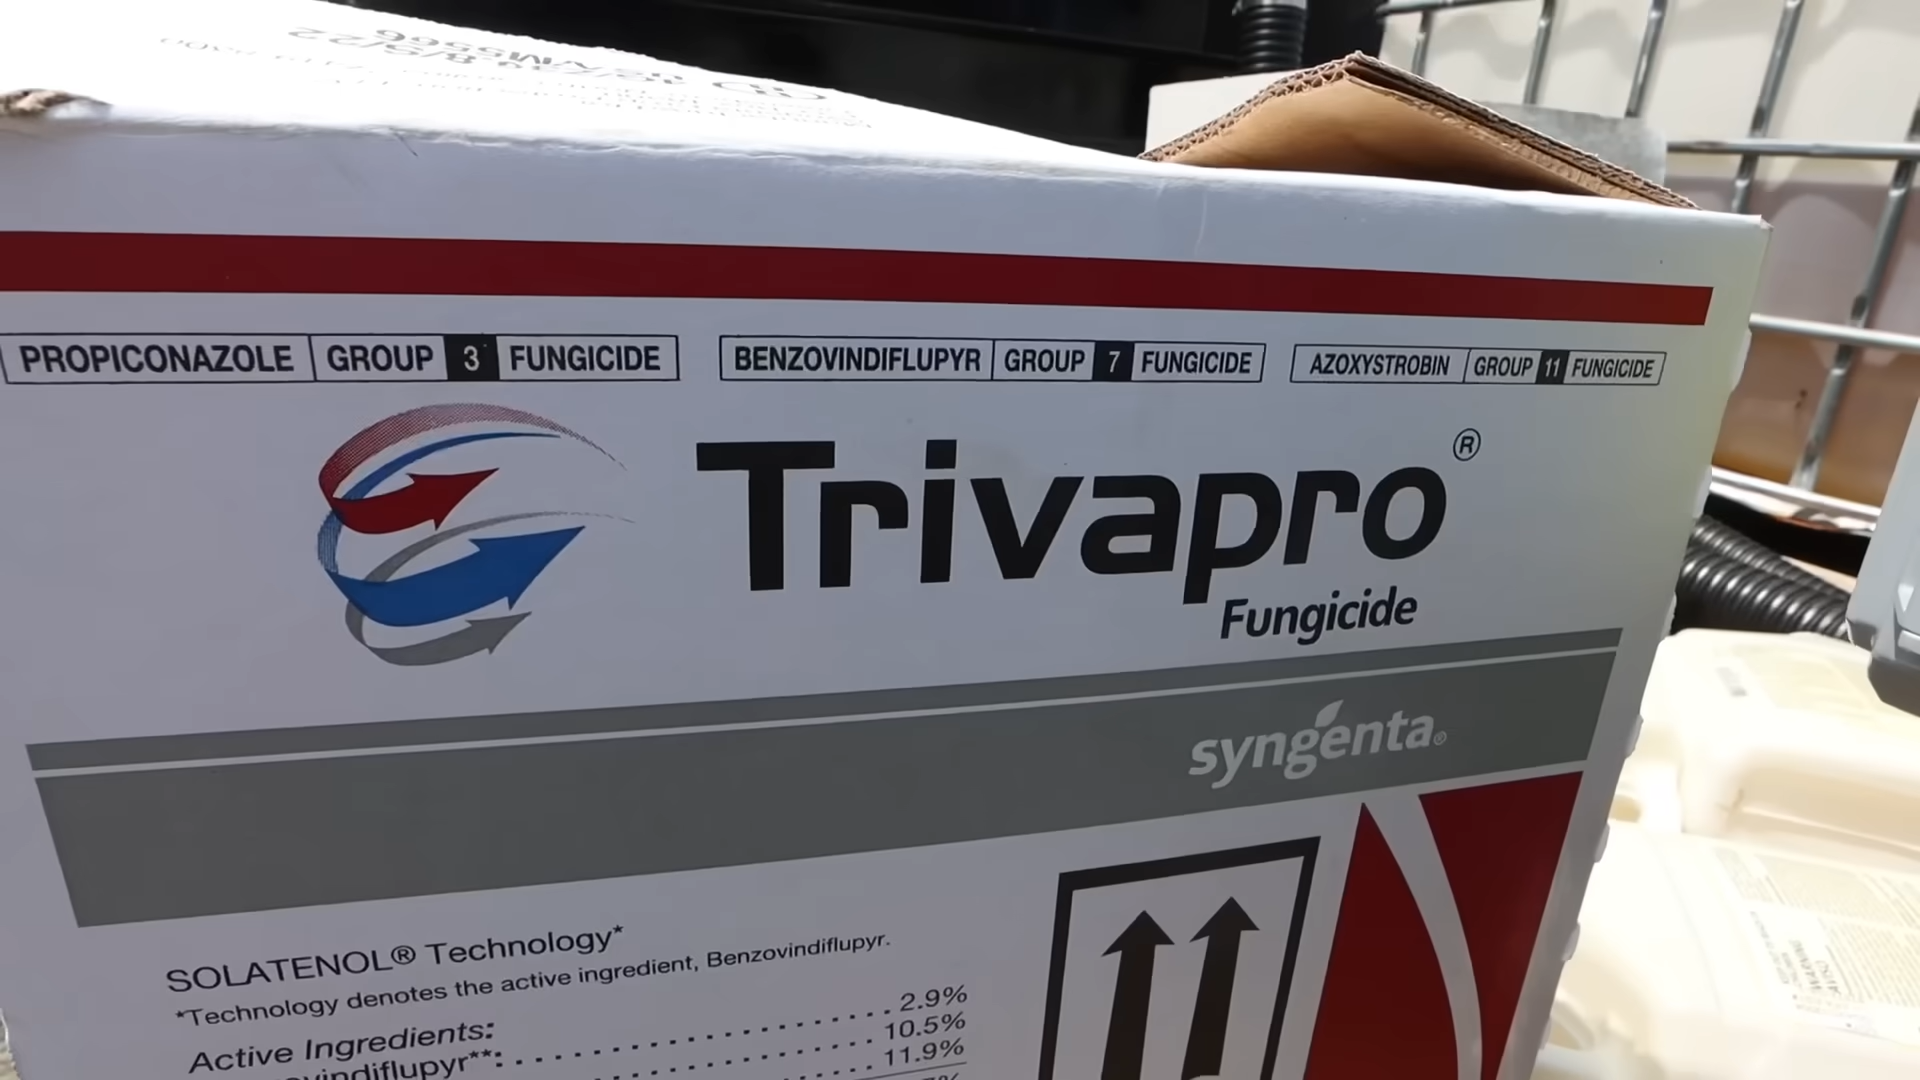 PROPICONAZOLE GROUP 3 FUNGICIDE
BENZOVINDIFLUPYR GROUP 7 FUNGICIDE
AZOXYSTROBIN GROUP 11 FUNGICIDE
Trivapro®
Fungicide
syngenta®
SOLATENOL® Technology*
*Technology denotes the active ingredient, Benzovindiflupyr.
Active Ingredients:
vindiflupyr**: 2.9%
10.5%
11.9%